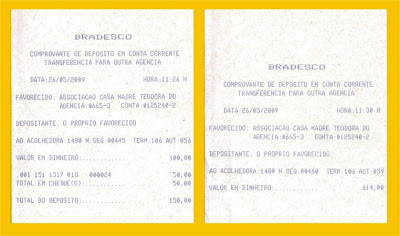 BRADESCO
COMPROVANTE DE DEPOSITO EM CONTA CORRENTE
TRANSFERENCIA PARA OUTRA AGENCIA
DATA:26/05/2009 HORA:11:26 H
FAVORECIDO: ASSOCIACAO CASA MADRE TEODORA DO
AGENCIA:0665-3 CONTA:0125240-2
DEPOSITANTE: O PROPRIO FAVORECIDO
AG.ACOLHEDORA:1480 N.SEQ:00445 TERM:106 AUT:056
VALOR EM DINHEIRO:..........: 100,00
.001 151 1317 018 000024 50,00
TOTAL EM CHEQUE(S):.........: 50,00
TOTAL DO DEPOSITO:..........: 150,00
BRADESCO
COMPROVANTE DE DEPOSITO EM CONTA CORRENTE
TRANSFERENCIA PARA OUTRA AGENCIA
DATA:26/05/2009 HORA:11:30 H
FAVORECIDO: ASSOCIACAO CASA MADRE TEODORA DO
AGENCIA:0665-3 CONTA:0125240-2
DEPOSITANTE: O PROPRIO FAVORECIDO
AG.ACOLHEDORA:1480 N.SEQ:00460 TERM:106 AUT:059
VALOR EM DINHEIRO:..........: 614,00